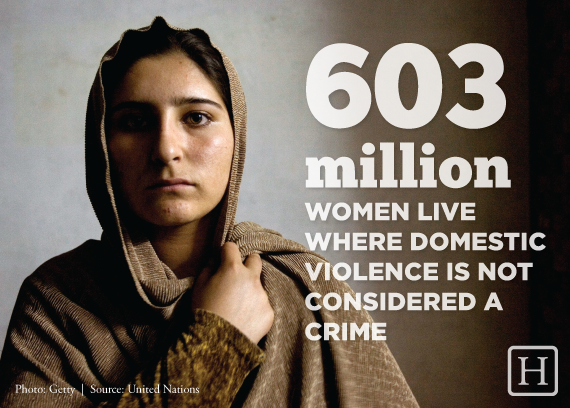 603
million
WOMEN LIVE
WHERE DOMESTIC
VIOLENCE IS NOT
CONSIDERED A
CRIME
Photo: Getty | Source: United Nations
H